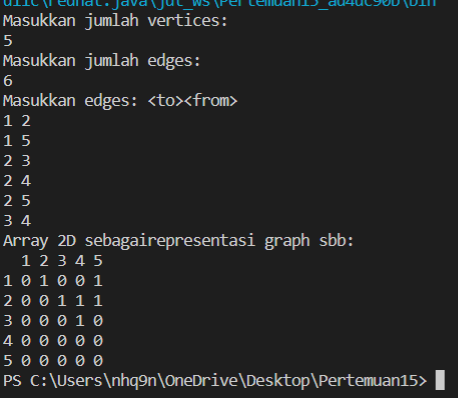 Masukkan jumlah vertices:
5
Masukkan jumlah edges:
6
Masukkan edges: <to><from>
1 2
1 5
2 3
2 4
2 5
3 4
Array 2D sebagairepresentasi graph sbb:
  1 2 3 4 5
1 0 1 0 0 1
2 0 0 1 1 1
3 0 0 0 1 0
4 0 0 0 0 0
5 0 0 0 0 0
PS C:\Users\nhq9n\OneDrive\Desktop\Pertemuan15>